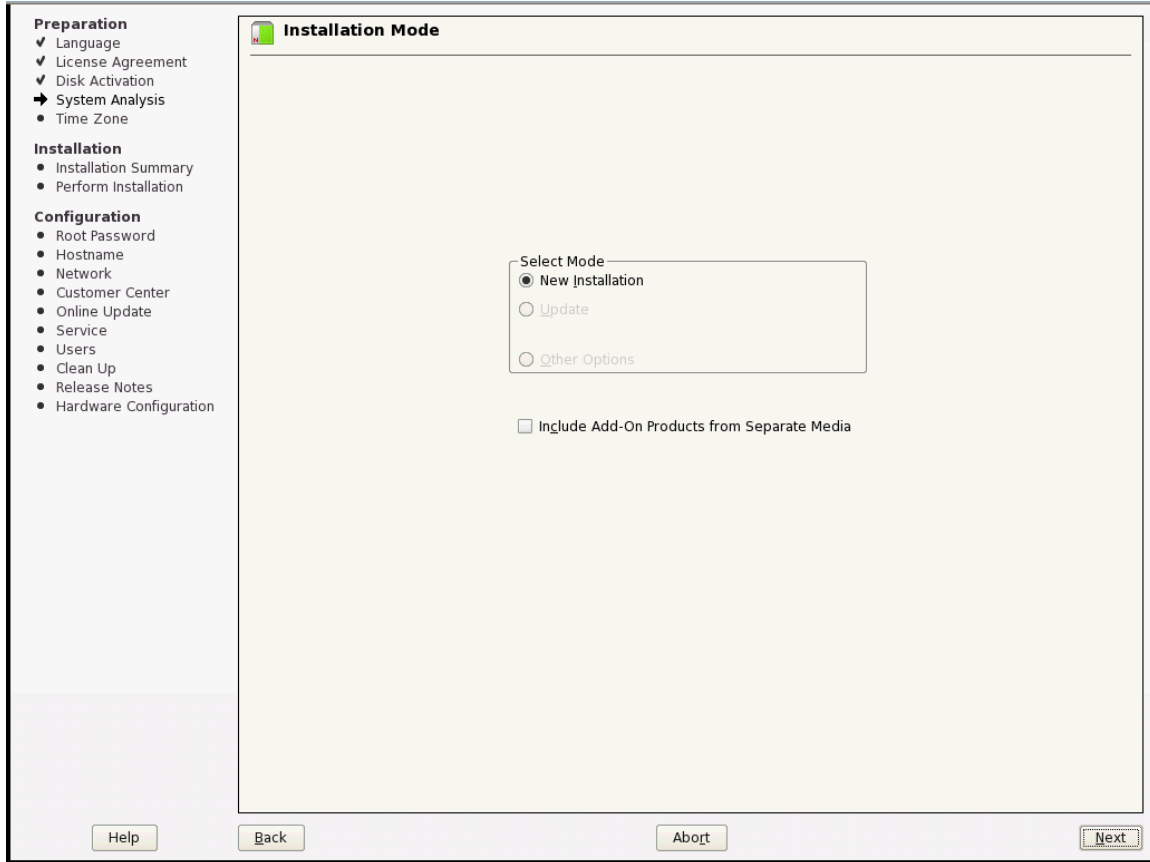 Preparation
Language
License Agreement
Disk Activation
System Analysis
Time Zone
Installation
Installation Summary
Perform Installation
Configuration
Root Password
Hostname
Network
Customer Center
Online Update
Service
Users
Clean Up
Release Notes
Hardware Configuration
Installation Mode
Select Mode
New Installation
Update
Other Options
Include Add-On Products from Separate Media
Help
Back
Abort
Next